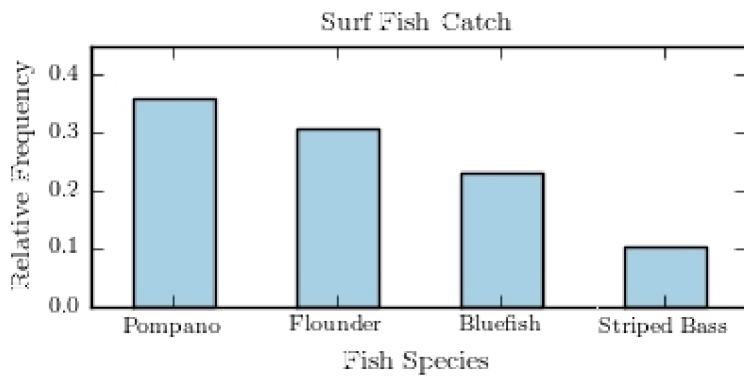 Surf Fish Catch
0.4
0.3
0.2
0.1
0.0
Relative Frequency
Pompano Flounder Bluefish Striped Bass
Fish Species